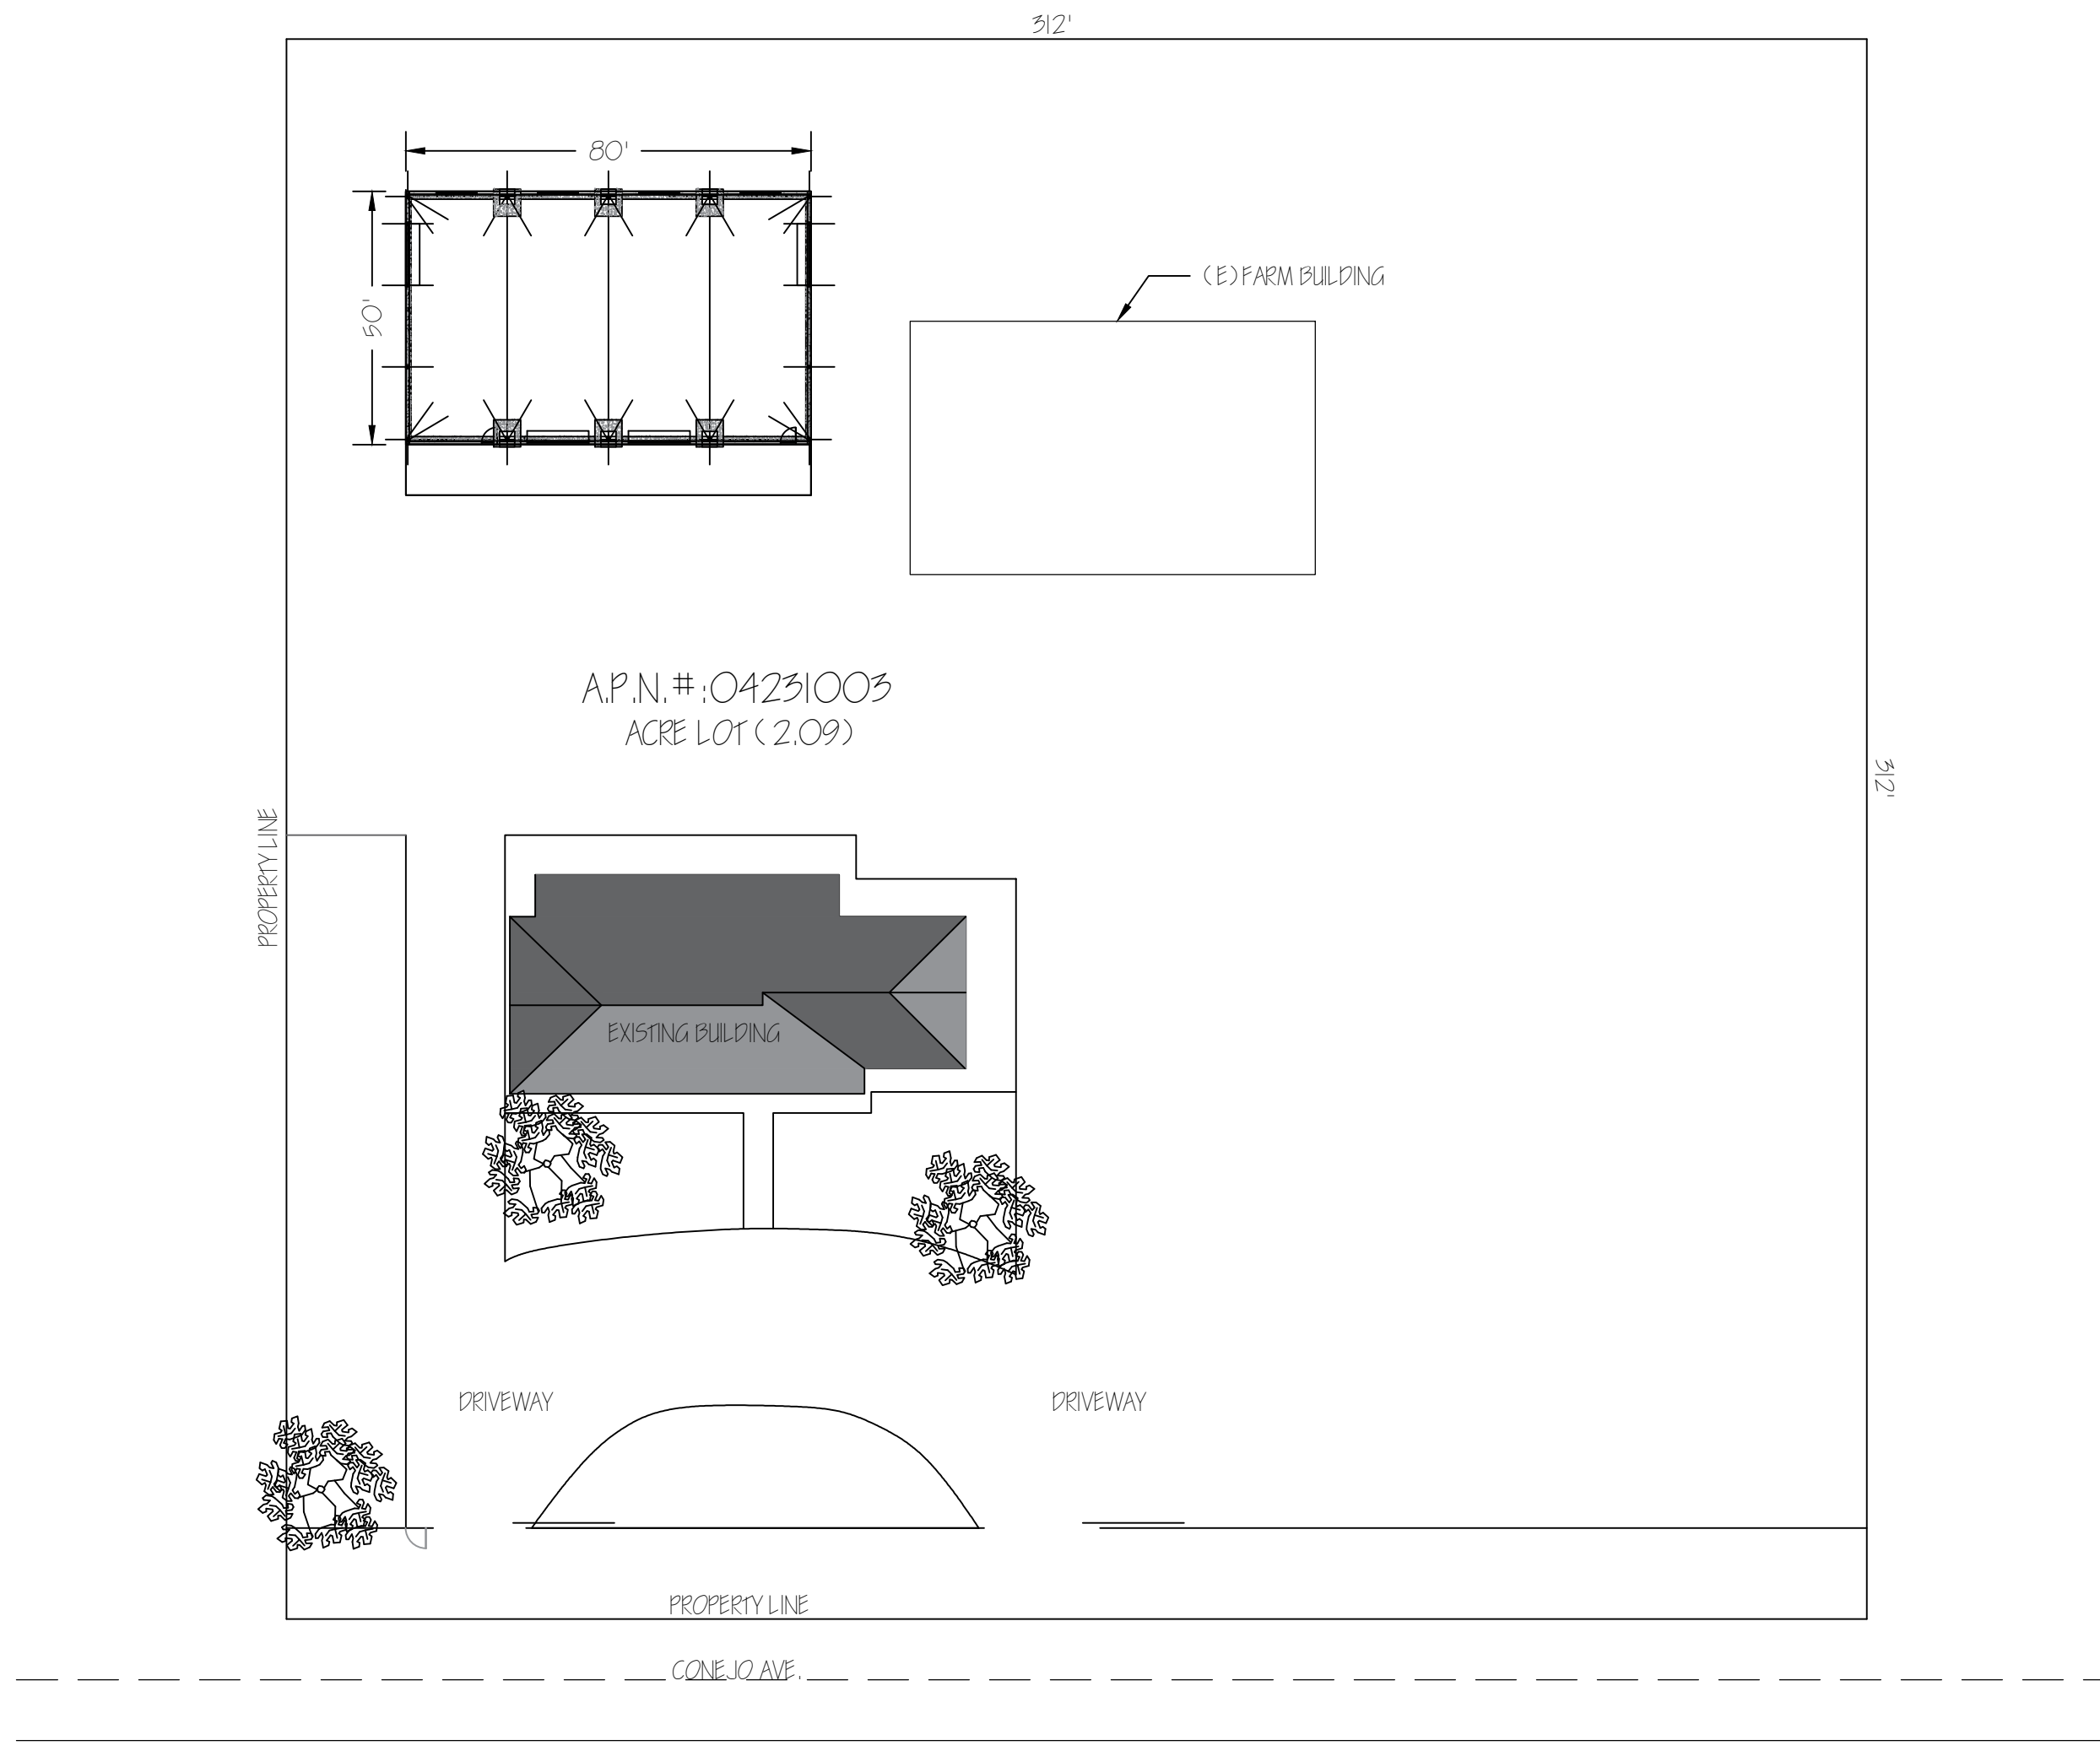 312'
80'
50'
(E) FARM BUILDING
A.P.N.#:04231003
ACRE LOT (2.09)
312'
PROPERTY LINE
EXISTING BUILDING
DRIVEWAY
DRIVEWAY
PROPERTY LINE
CONEJO AVE.